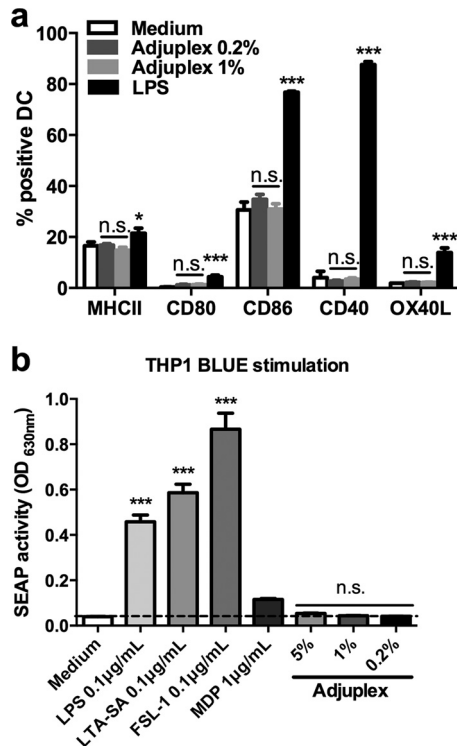 a
Medium
Adjuplex 0.2%
Adjuplex 1%
LPS
% positive DC
100
80
60
40
20
0
n.s. *
n.s. ***
n.s. ***
n.s. ***
n.s. ***
MHCII CD80 CD86 CD40 OX40L
b
THP1 BLUE stimulation
SEAP activity (OD 630nm)
1.0
0.8
0.6
0.4
0.2
0.0
***
***
***
n.s.
Medium
LPS 0.1µg/mL
LTA-SA 0.1µg/mL
FSL-1 0.1µg/mL
MDP 1µg/mL
5%
1%
0.2%
Adjuplex